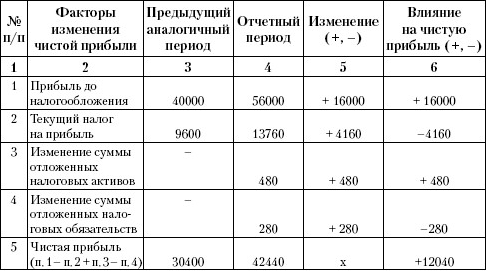 № п/п
Факторы изменения чистой прибыли
Предыдущий аналогичный период
Отчетный период
Изменение (+, –)
Влияние на чистую прибыль (+, –)
1 2 3 4 5 6
1 Прибыль до налогообложения 40000 56000 + 16000 + 16000
2 Текущий налог на прибыль 9600 13760 + 4160 –4160
3 Изменение суммы отложенных налоговых активов – 480 + 480 + 480
4 Изменение суммы отложенных нало-
говых обязательств – 280 + 280 –280
5 Чистая прибыль (п, 1 – п, 2 + п, 3 – п, 4) 30400 42440 x +12040